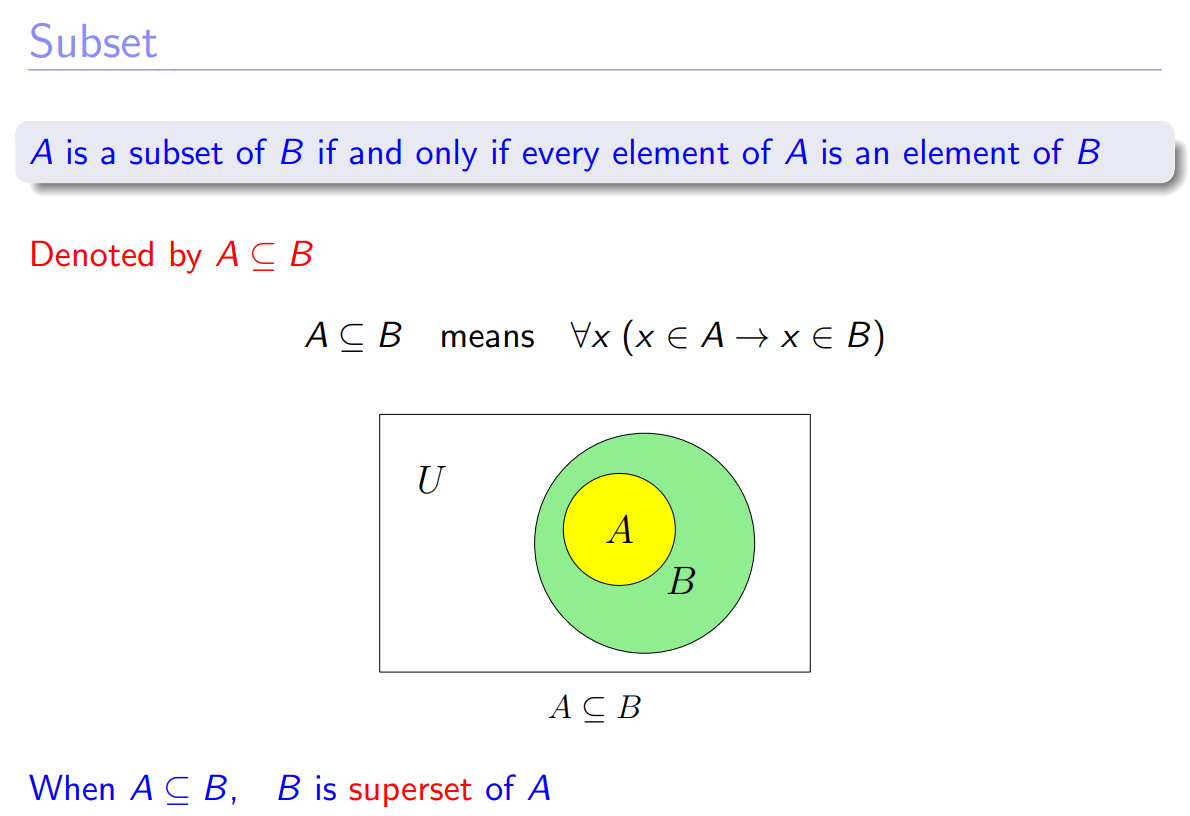 Subset
A is a subset of B if and only if every element of A is an element of B
Denoted by A ⊆ B
A ⊆ B means ∀x (x ∈ A → x ∈ B)
U
A
B
A ⊆ B
When A ⊆ B, B is superset of A